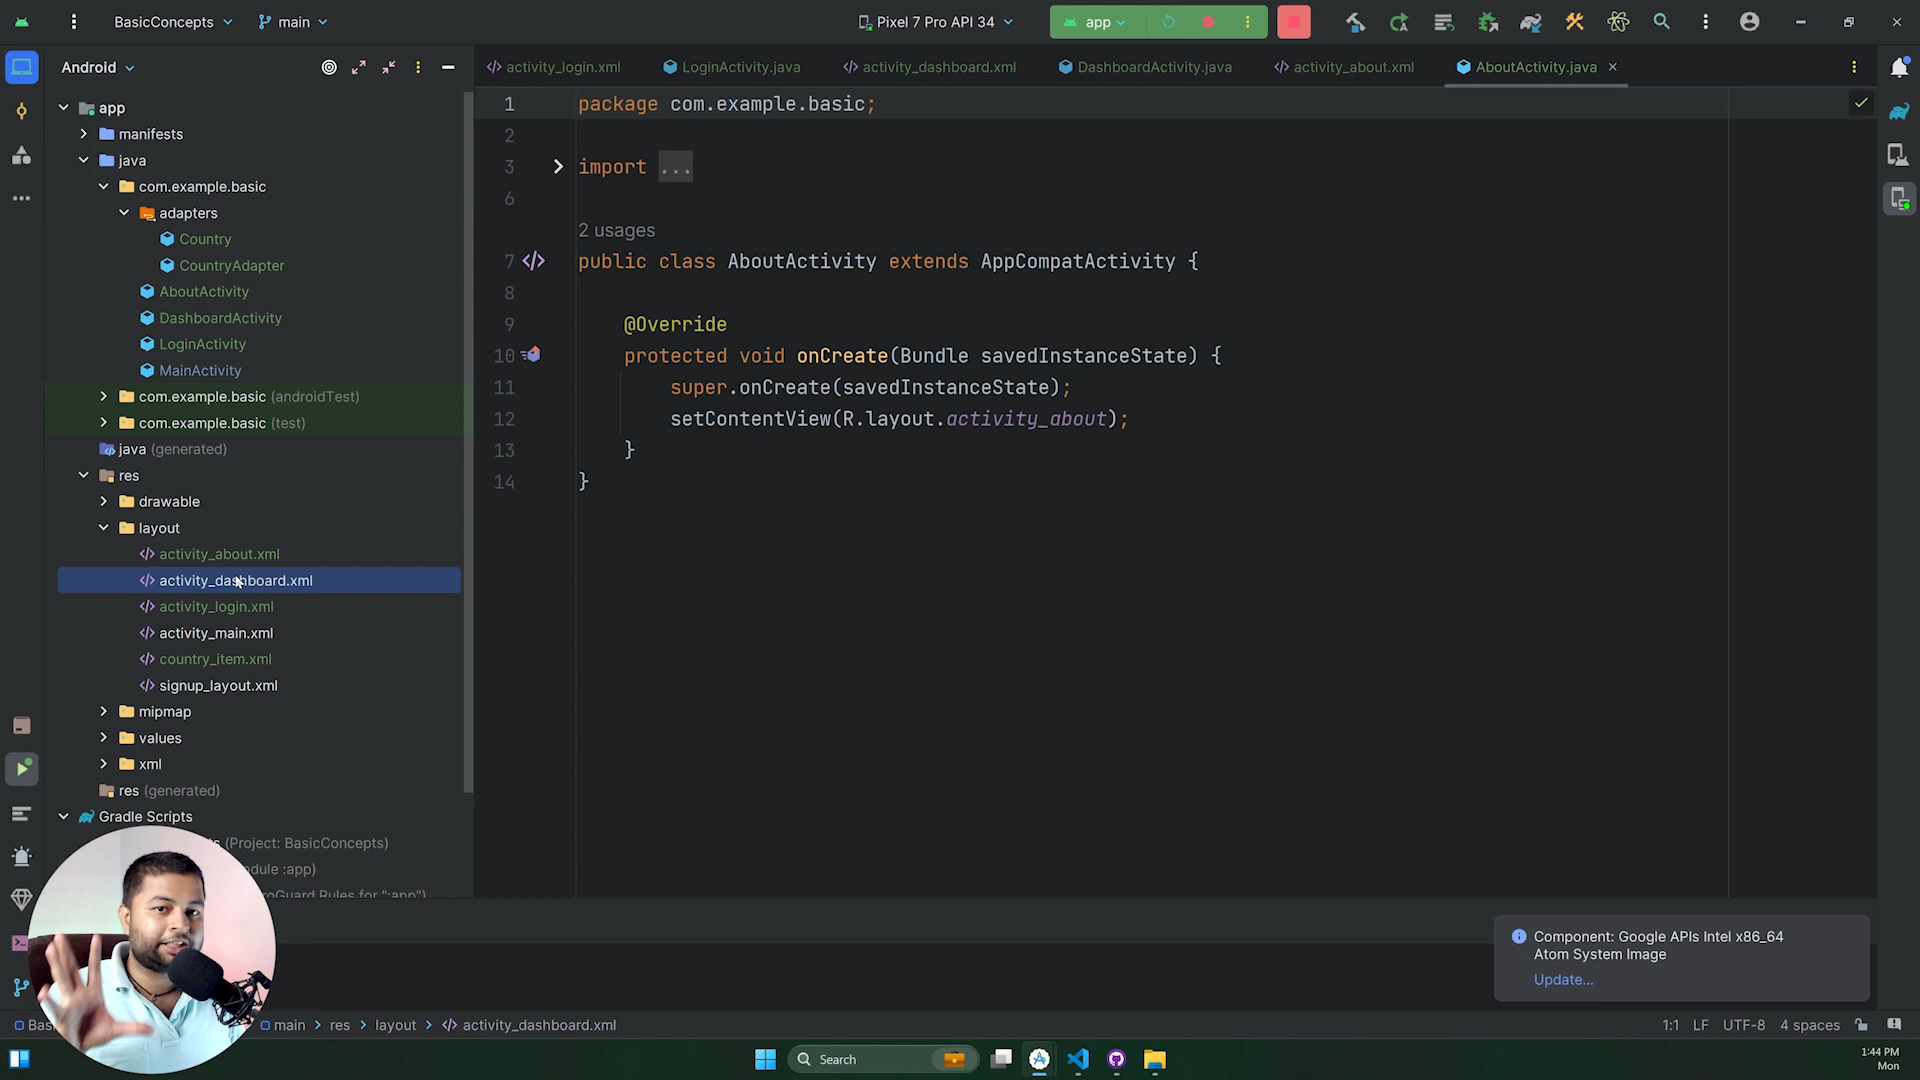 BasicConcepts
main
Pixel 7 Pro API 34
app
Android
activity_login.xml
LoginActivity.java
activity_dashboard.xml
DashboardActivity.java
activity_about.xml
AboutActivity.java
app
manifests
java
com.example.basic
adapters
Country
CountryAdapter
AboutActivity
DashboardActivity
LoginActivity
MainActivity
com.example.basic (androidTest)
com.example.basic (test)
java (generated)
res
drawable
layout
activity_about.xml
activity_dashboard.xml
activity_login.xml
activity_main.xml
country_item.xml
signup_layout.xml
mipmap
values
xml
res (generated)
Gradle Scripts
(Project: BasicConcepts)
:app)
Rules for ":app")
1 package com.example.basic;
2
3 import ...
6
2 usages
7 public class AboutActivity extends AppCompatActivity {
8
9 @Override
10 protected void onCreate(Bundle savedInstanceState) {
11 super.onCreate(savedInstanceState);
12 setContentView(R.layout.activity_about);
13 }
14 }
Component: Google APIs Intel x86_64
Atom System Image
Update...
main > res > layout > activity_dashboard.xml
1:1 LF UTF-8 4 spaces
Search
1:44 PM
Mon